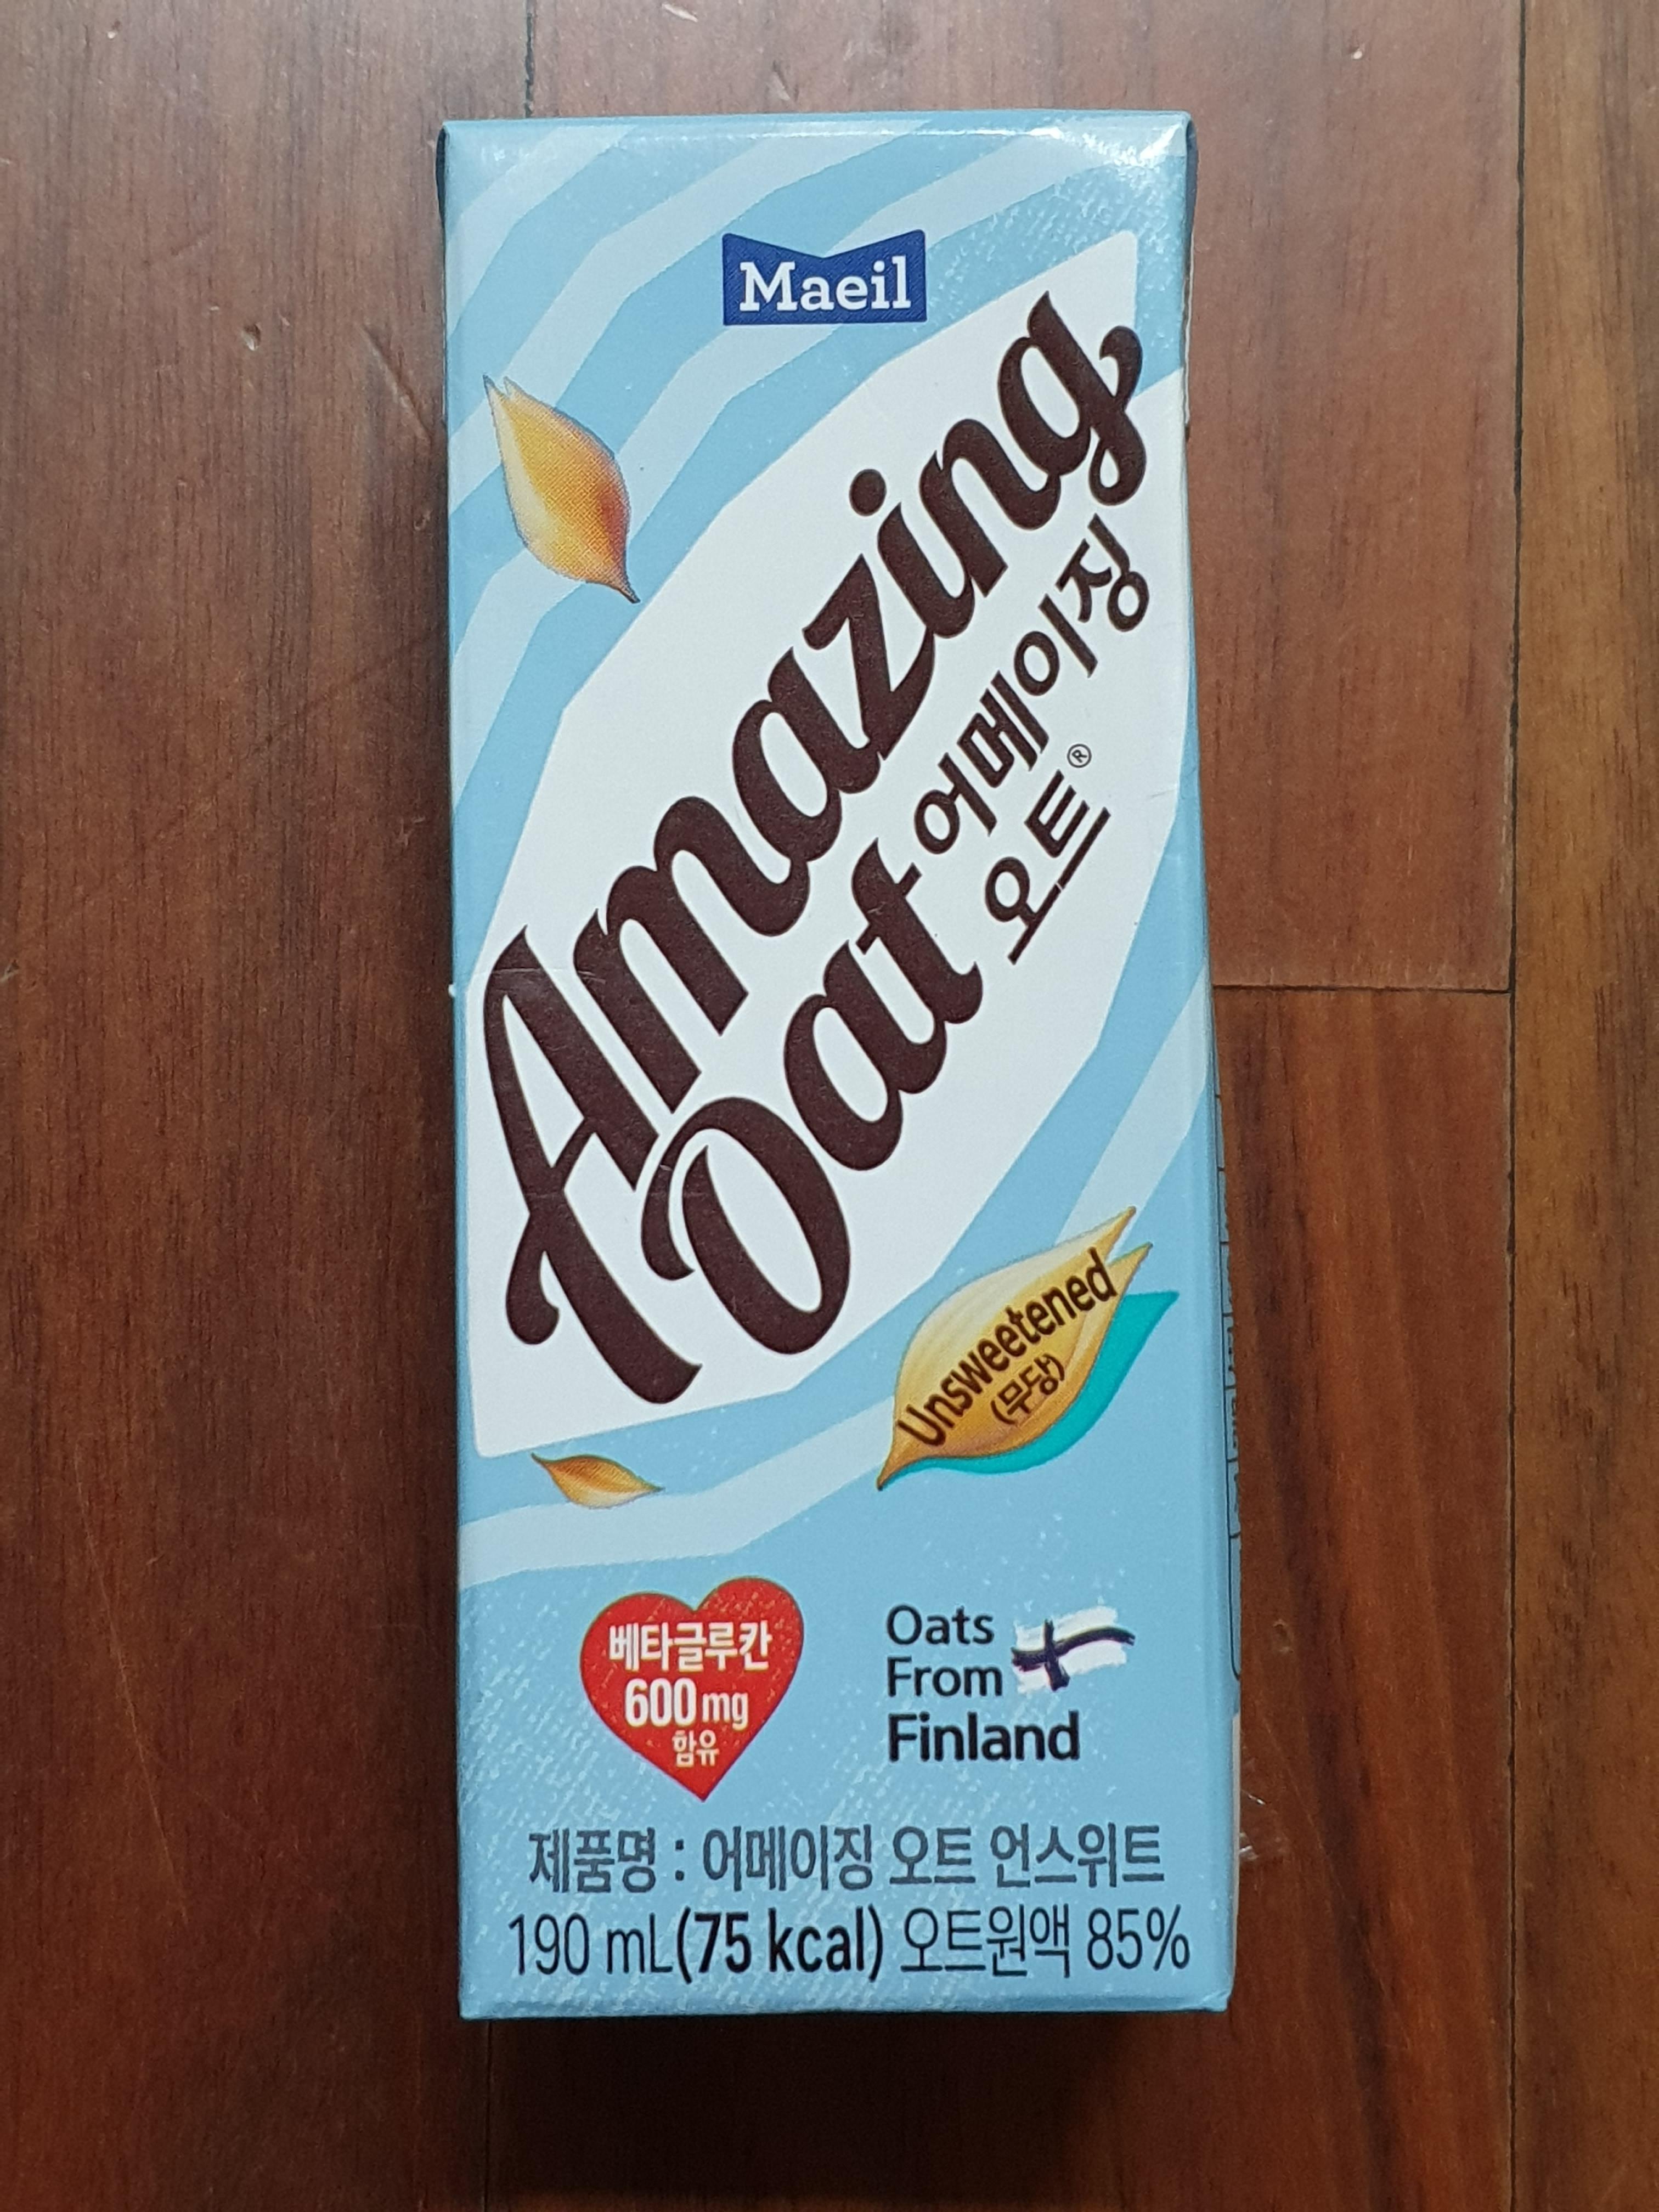 Maeil
Amazing
Oat
어메이징
오트®
Unsweetened
(무당)
베타글루칸
600 mg
함유
Oats
From
Finland
제품명 : 어메이징 오트 언스위트
190 mL(75 kcal) 오트원액 85%